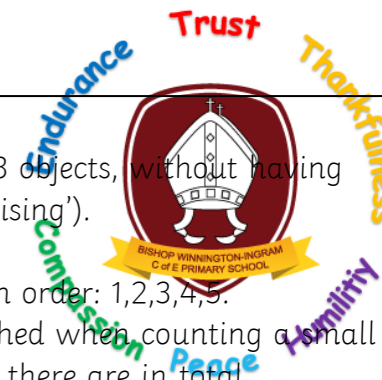 Trust
Endurance
Thankfulness
3 objects, without having
ising').
BISHOP WINNINGTON-INGRAM
C of E PRIMARY SCHOOL
Compassion
Humilitiy
Peace
n order: 1,2,3,4,5.
hed when counting a small
there are in total